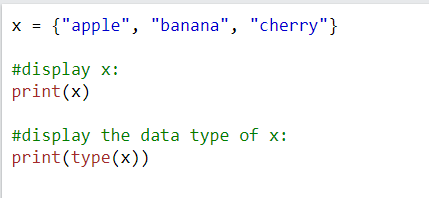 x = {"apple", "banana", "cherry"}
#display x:
print(x)
#display the data type of x:
print(type(x))